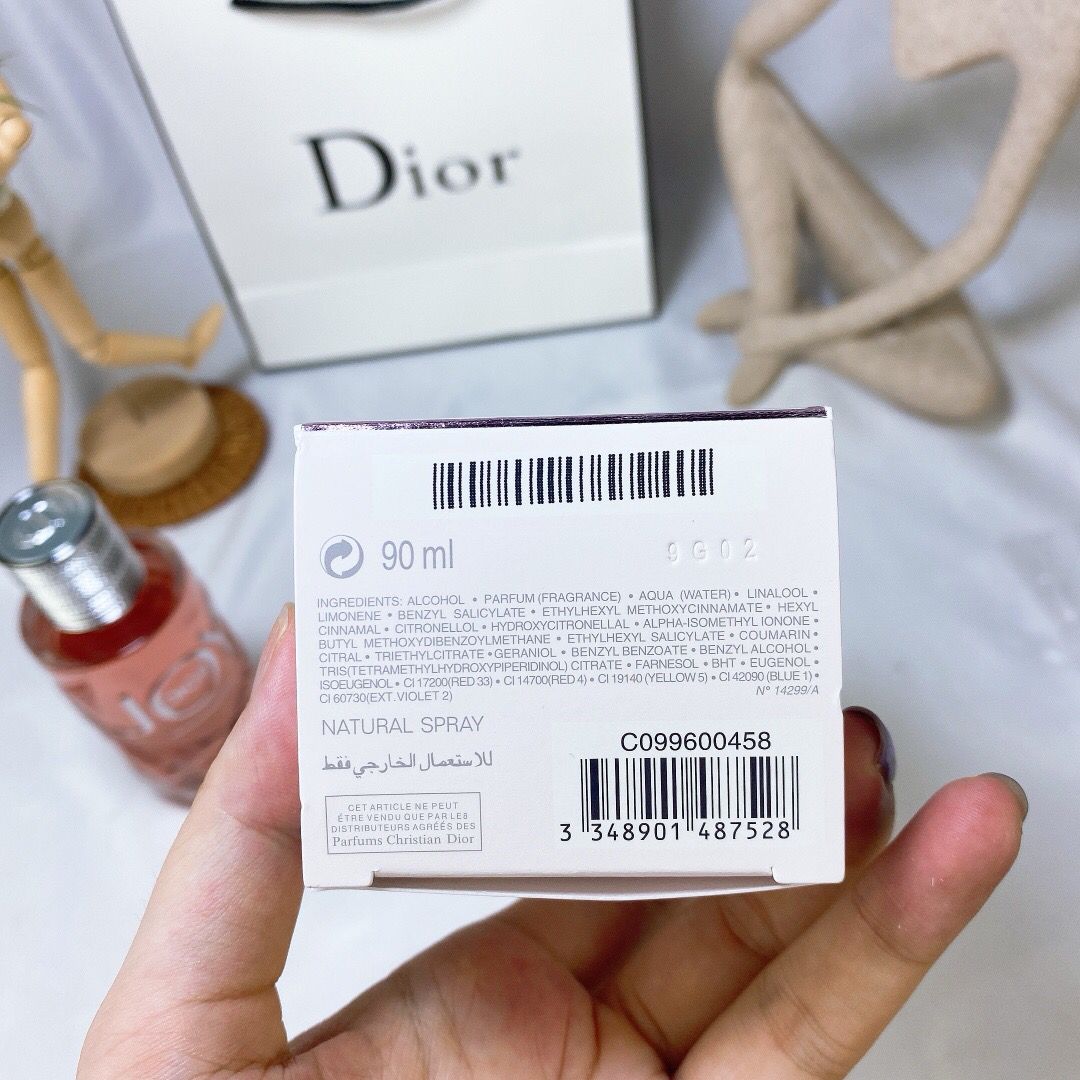 Dior
90 ml
9G02
INGREDIENTS: ALCOHOL • PARFUM (FRAGRANCE) • AQUA (WATER) • LINALOOL •
LIMONENE • BENZYL SALICYLATE • ETHYLHEXYL METHOXYCINNAMATE • HEXYL
CINNAMAL • CITRONELLOL • HYDROXYCITRONELLAL • ALPHA-ISOMETHYL IONONE •
BUTYL METHOXYDIBENZOYLMETHANE • ETHYLHEXYL SALICYLATE • COUMARIN •
CITRAL • TRIETHYLCITRATE • GERANIOL • BENZYL BENZOATE • BENZYL ALCOHOL •
TRIS(TETRAMETHYLHYDROXYPIPERIDINOL) CITRATE • FARNESOL • BHT • EUGENOL •
ISOEUGENOL • CI 17200(RED 33) • CI 14700(RED 4) • CI 19140 (YELLOW 5) • CI 42090 (BLUE 1) •
CI 60730(EXT. VIOLET 2)
N° 14299/A
NATURAL SPRAY
للاستعمال الخارجي فقط
C099600458
3 348901 487528
CET ARTICLE NE PEUT
ÊTRE VENDU QUE PAR LE8
DISTRIBUTEURS AGRÉÉS DES
Parfums Christian Dior